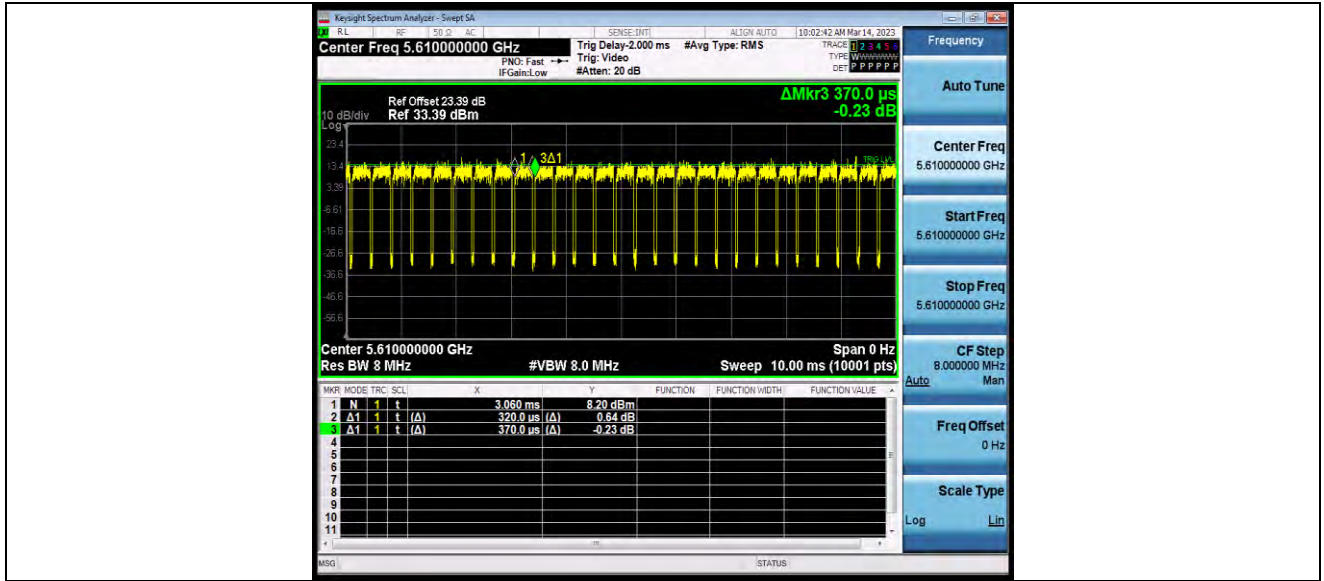 Keysight Spectrum Analyzer - Swept SA
RL RF 50 Ω AC SENSE:INT ALIGN AUTO 10:02:42 AM Mar 14, 2023
Center Freq 5.610000000 GHz
PNO: Fast
IFGain:Low
Trig Delay-2.000 ms
Trig: Video
#Atten: 20 dB
#Avg Type: RMS
TRACE 1 2 3 4 5 6
TYPE WWWWWW
DET P P P P P P
ΔMkr3 370.0 µs
-0.23 dB
Ref Offset 23.39 dB
10 dB/div Ref 33.39 dBm
Log
23.4
13.4
3.39
-6.61
-16.6
-26.6
-36.6
-46.6
-56.6
1 3Δ1
TRIG LVL
Center 5.610000000 GHz Span 0 Hz
Res BW 8 MHz #VBW 8.0 MHz Sweep 10.00 ms (10001 pts)
MKR MODE TRC SCL X Y FUNCTION FUNCTION WIDTH FUNCTION VALUE
1 N 1 t 3.060 ms 8.20 dBm
2 Δ1 1 t (Δ) 320.0 µs (Δ) 0.64 dB
3 Δ1 1 t (Δ) 370.0 µs (Δ) -0.23 dB
4
5
6
7
8
9
10
11
MSG STATUS
Frequency
Auto Tune
Center Freq
5.610000000 GHz
Start Freq
5.610000000 GHz
Stop Freq
5.610000000 GHz
CF Step
8.000000 MHz
Auto Man
Freq Offset
0 Hz
Scale Type
Log Lin